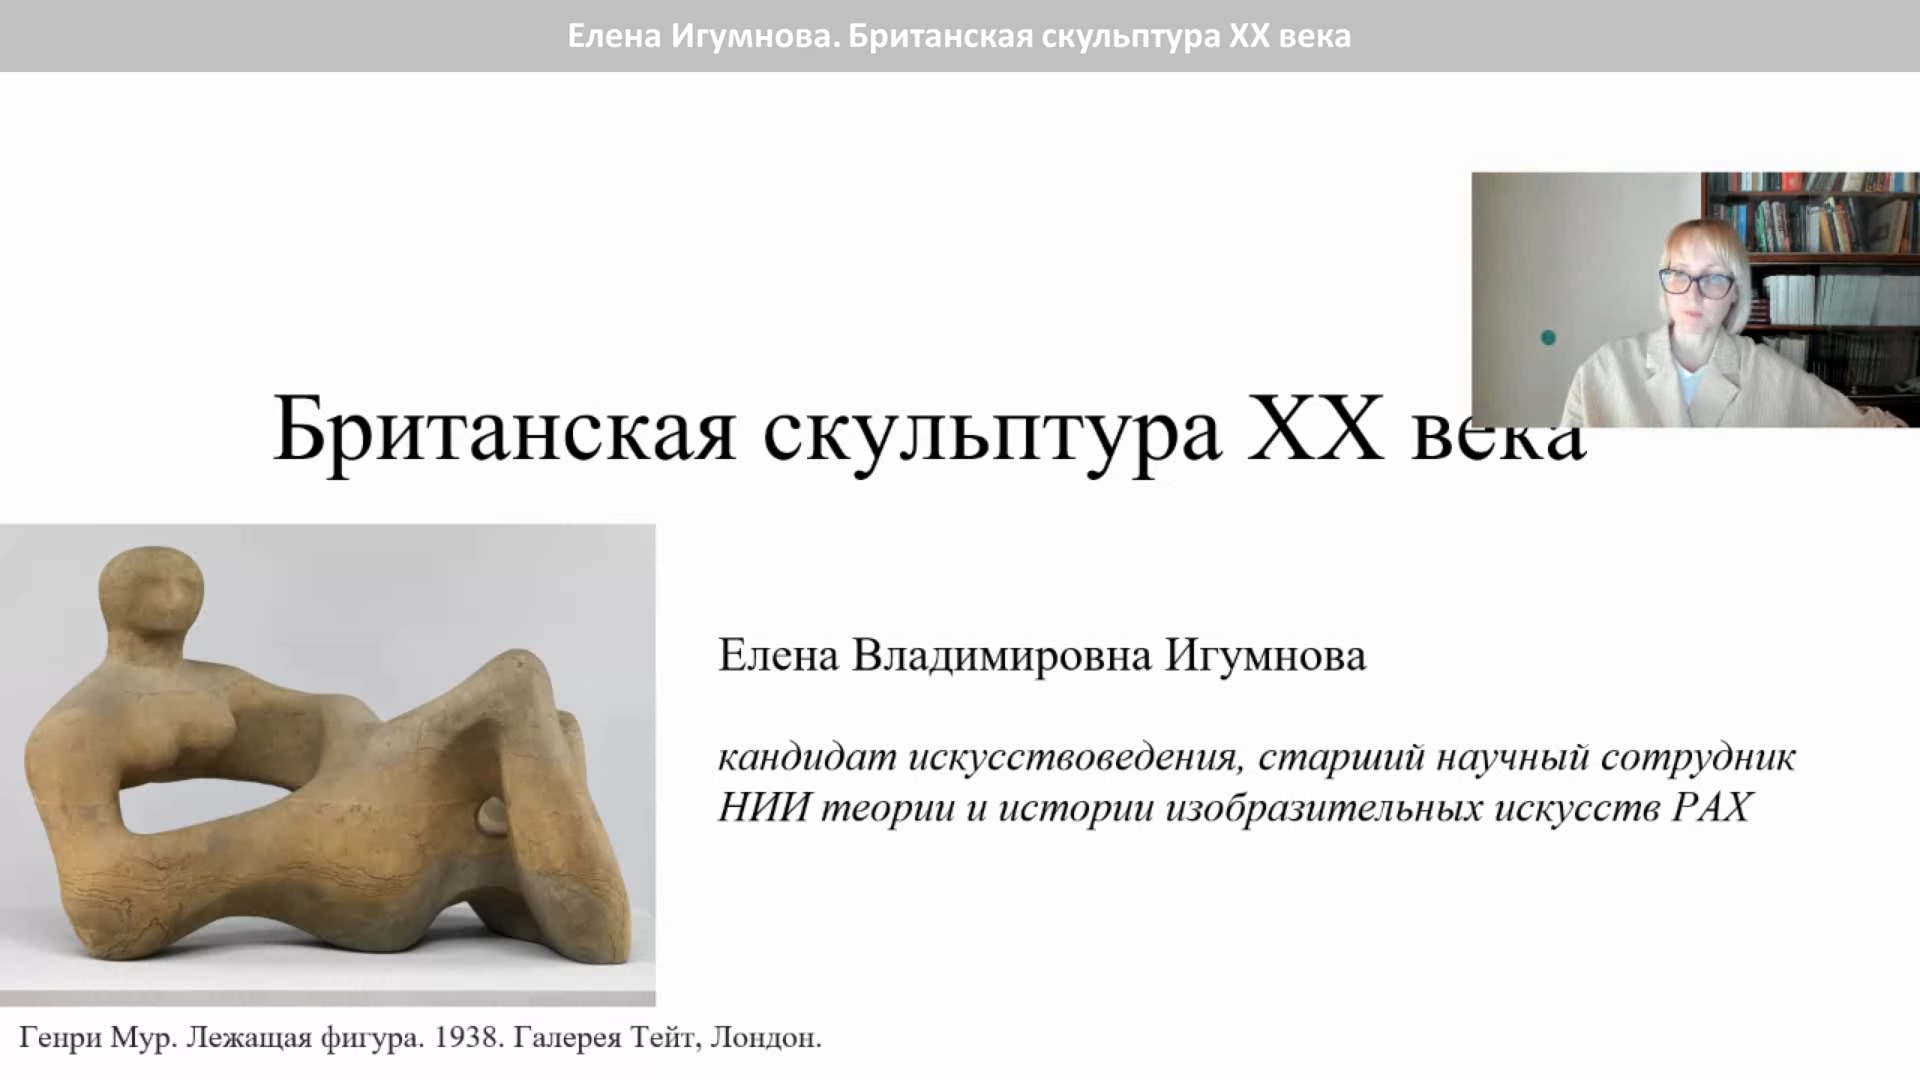 Елена Игумнова. Британская скульптура XX века
Британская скульптура XX века
Елена Владимировна Игумнова
кандидат искусствоведения, старший научный сотрудник
НИИ теории и истории изобразительных искусств РАХ
Генри Мур. Лежащая фигура. 1938. Галерея Тейт, Лондон.